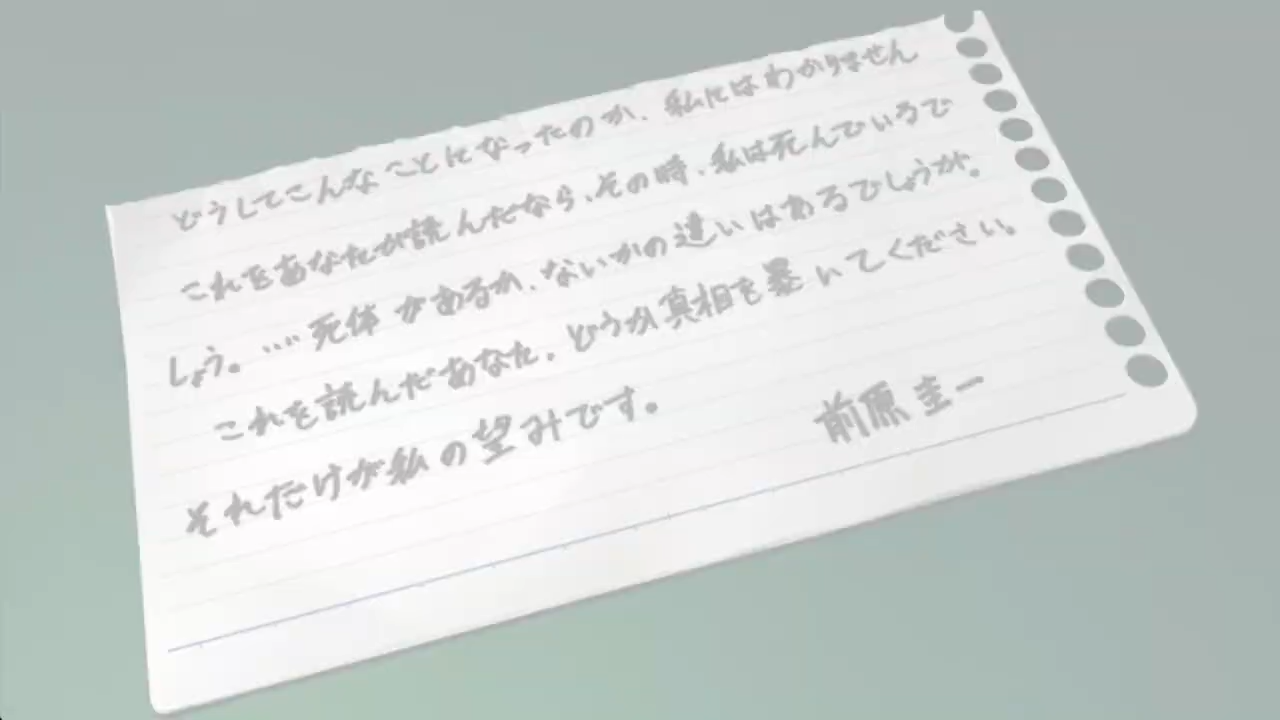 どうしてこんなことになったのか、私にはわかりません
これをあなたが読んだなら、その時、私は死んでいるで
しょう。…死体があるか、ないかの違いはあるでしょうが。
これを読んだあなた。どうか真相を暴いてください。
それだけが私の望みです。
前原圭一